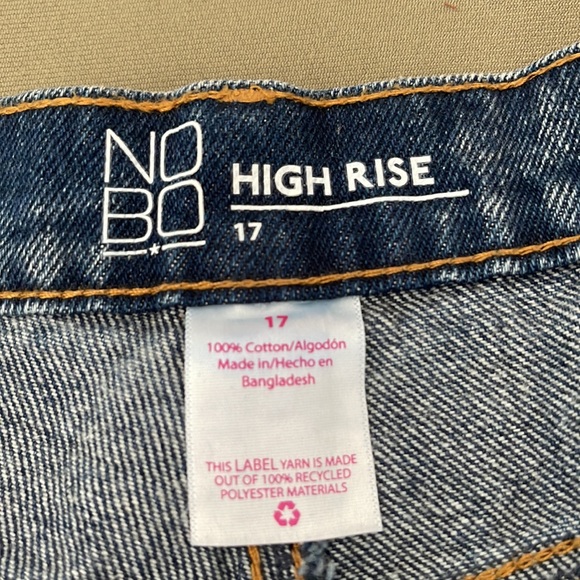 NO
BO
HIGH RISE
17
17
100% Cotton/Algodón
Made in/Hecho en
Bangladesh
THIS LABEL YARN IS MADE
OUT OF 100% RECYCLED
POLYESTER MATERIALS